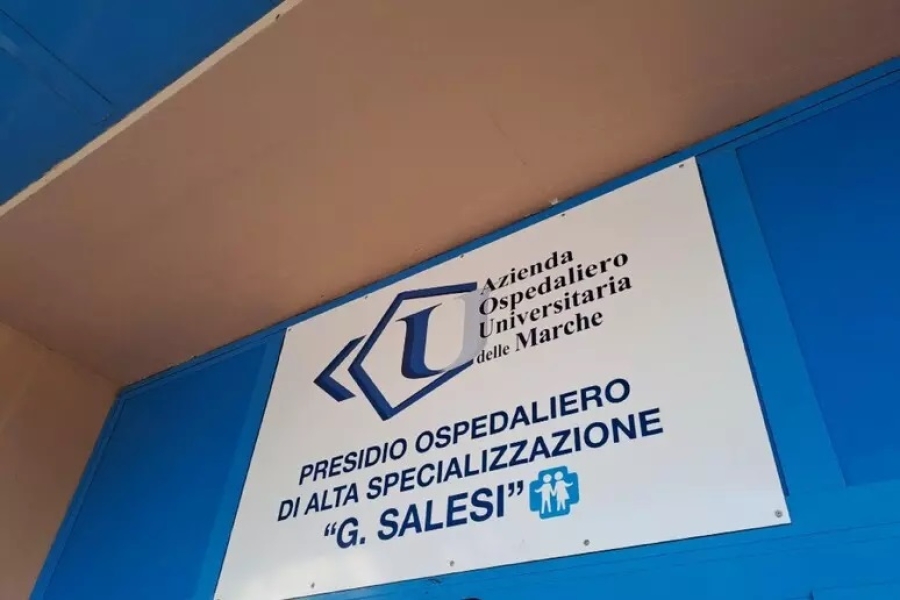 U
Azienda
Ospedaliero
Universitaria
delle Marche
PRESIDIO OSPEDALIERO
DI ALTA SPECIALIZZAZIONE
“G. SALESI”